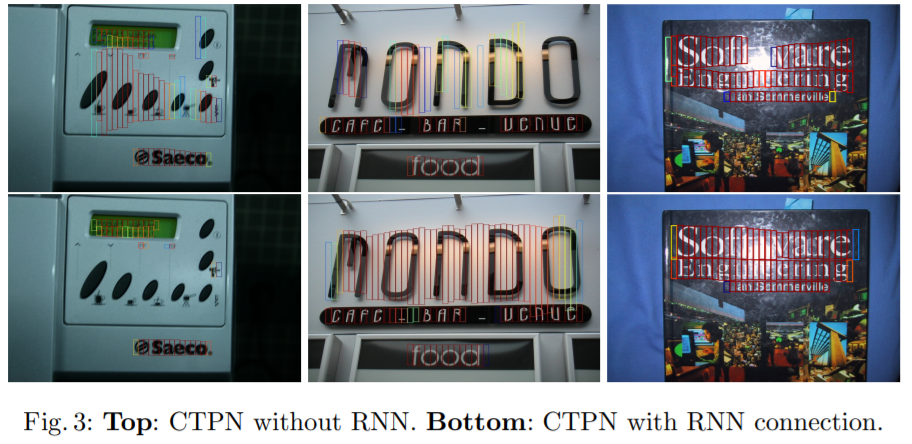 Saeco.
MONDO
CAFE - BAR - VENUE
food
Software
Engineering
Ian Sommerville
Saeco.
MONDO
CAFE - BAR - VENUE
food
Software
Engineering
Ian Sommerville
Fig. 3: Top: CTPN without RNN. Bottom: CTPN with RNN connection.